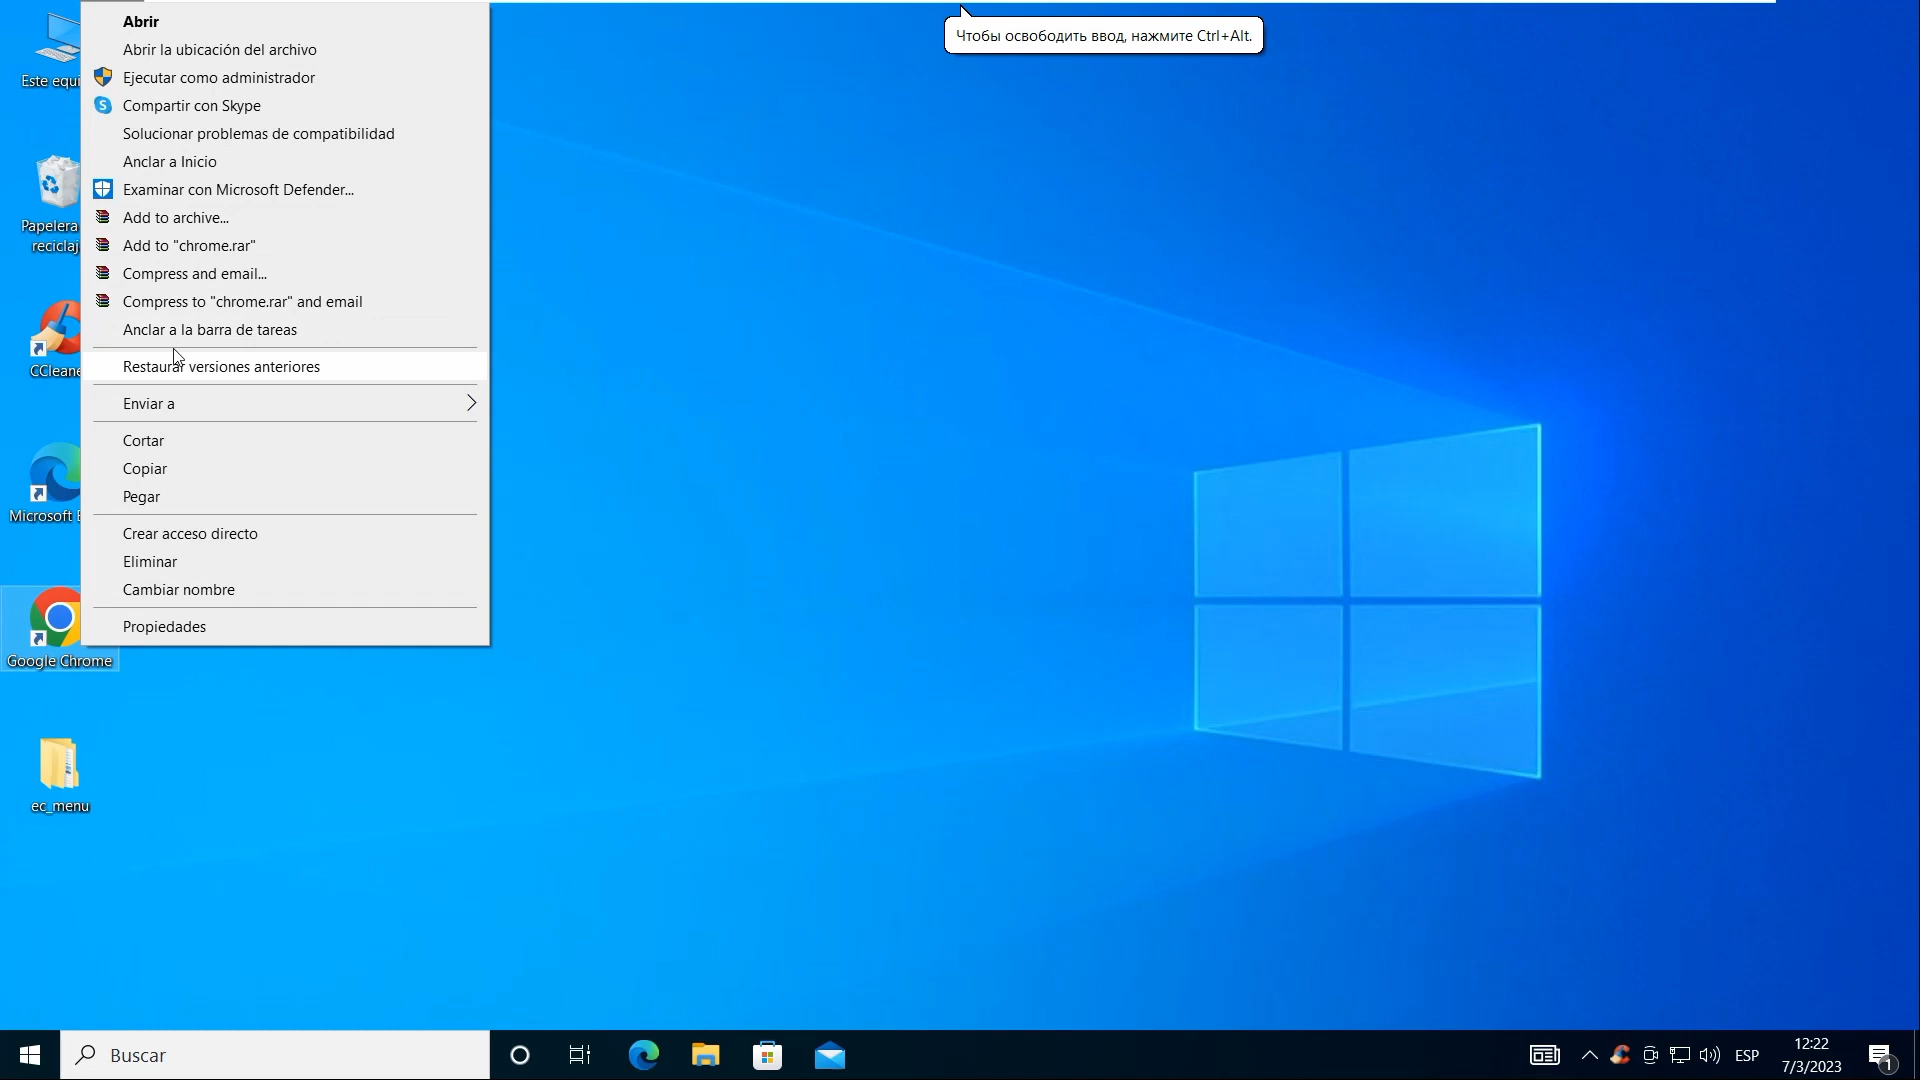 Abrir
Abrir la ubicación del archivo
Ejecutar como administrador
Compartir con Skype
Solucionar problemas de compatibilidad
Anclar a Inicio
Examinar con Microsoft Defender...
Add to archive...
Add to "chrome.rar"
Compress and email...
Compress to "chrome.rar" and email
Anclar a la barra de tareas
Restaurar versiones anteriores
Enviar a
Cortar
Copiar
Pegar
Crear acceso directo
Eliminar
Cambiar nombre
Propiedades
Чтобы освободить ввод, нажмите Ctrl+Alt.
Este equi
Papelera
reciclaj
CCleane
Microsoft
Google Chrome
ec_menu
Buscar
ESP
12:22
7/3/2023
1